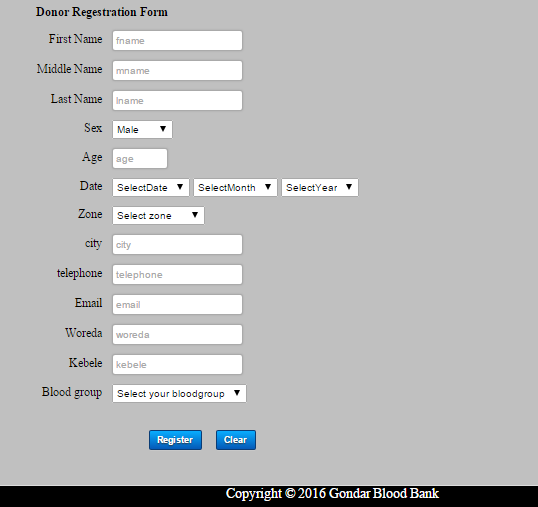 Donor Regestration Form
First Name fname
Middle Name mname
Last Name lname
Sex Male
Age age
Date SelectDate SelectMonth SelectYear
Zone Select zone
city city
telephone telephone
Email email
Woreda woreda
Kebele kebele
Blood group Select your bloodgroup
Register Clear
Copyright © 2016 Gondar Blood Bank